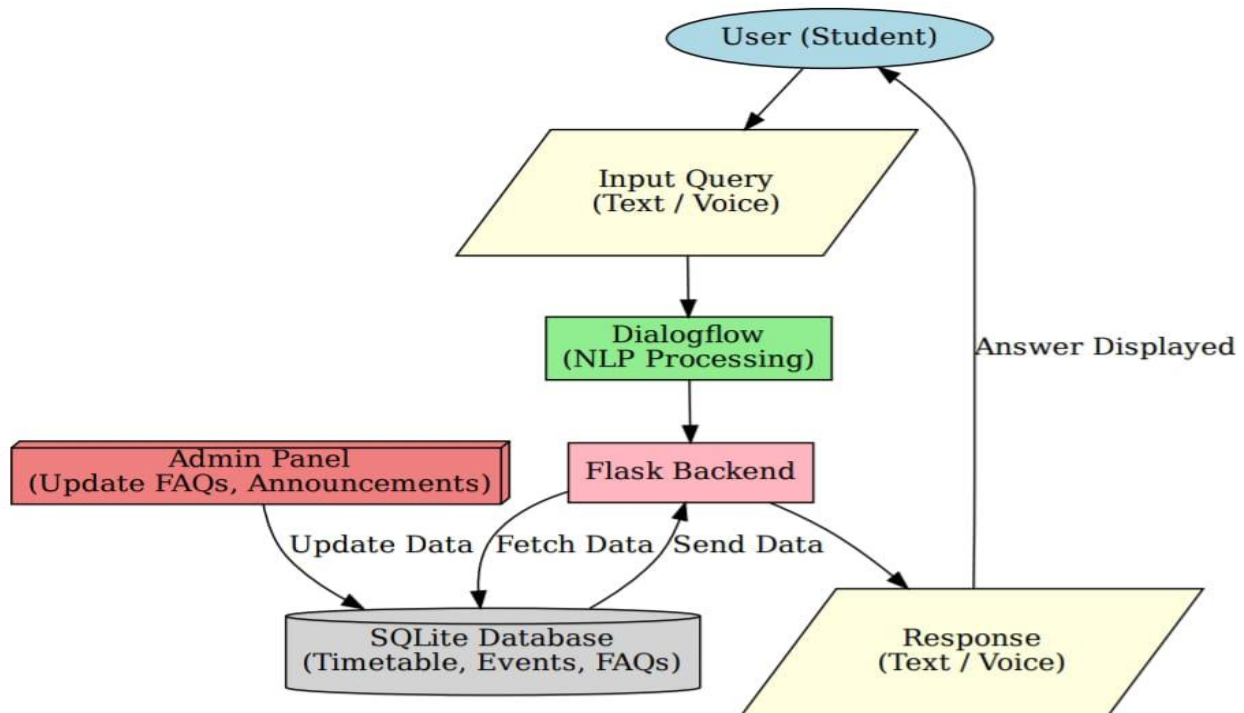 User (Student)
Input Query
(Text / Voice)
Dialogflow
(NLP Processing)
Answer Displayed
Admin Panel
(Update FAQs, Announcements)
Flask Backend
Update Data
Fetch Data
Send Data
SQLite Database
(Timetable, Events, FAQs)
Response
(Text / Voice)